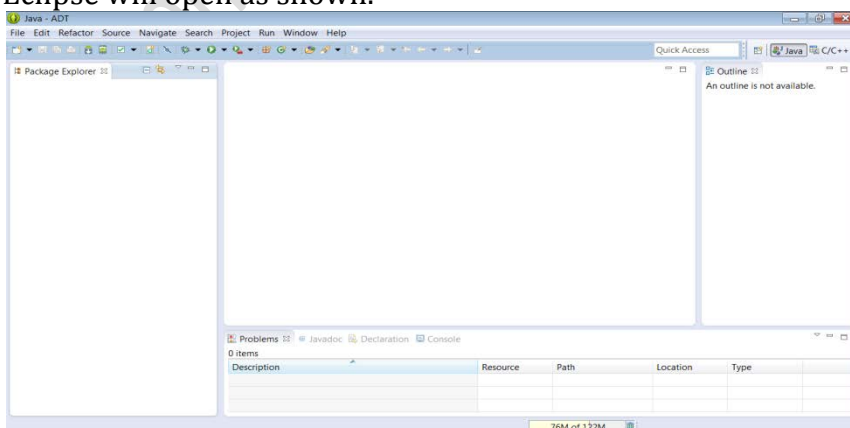 Eclipse will open as shown.
Java - ADT
File Edit Refactor Source Navigate Search Project Run Window Help
Quick Access Java C/C++
Package Explorer
Outline
An outline is not available.
Problems Javadoc Declaration Console
0 items
Description Resource Path Location Type
76M of 122M